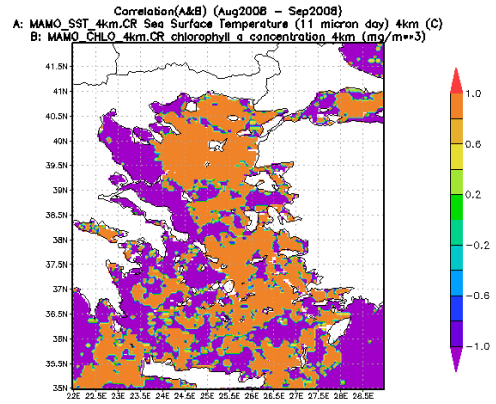 Correlation(A&B) (Aug2008 - Sep2008)
A: MAMO_SST_4km.CR Sea Surface Temperature (11 micron day) 4km (C)
B: MAMO_CHLO_4km.CR chlorophyll a concentration 4km (mg/m**3)
41.5N
41N
40.5N
40N
39.5N
39N
38.5N
38N
37.5N
37N
36.5N
36N
35.5N
35N
22E 22.5E 23E 23.5E 24E 24.5E 25E 25.5E 26E 26.5E 27E 27.5E 28E 28.5E
1.0
0.6
0.2
-0.2
-0.6
-1.0